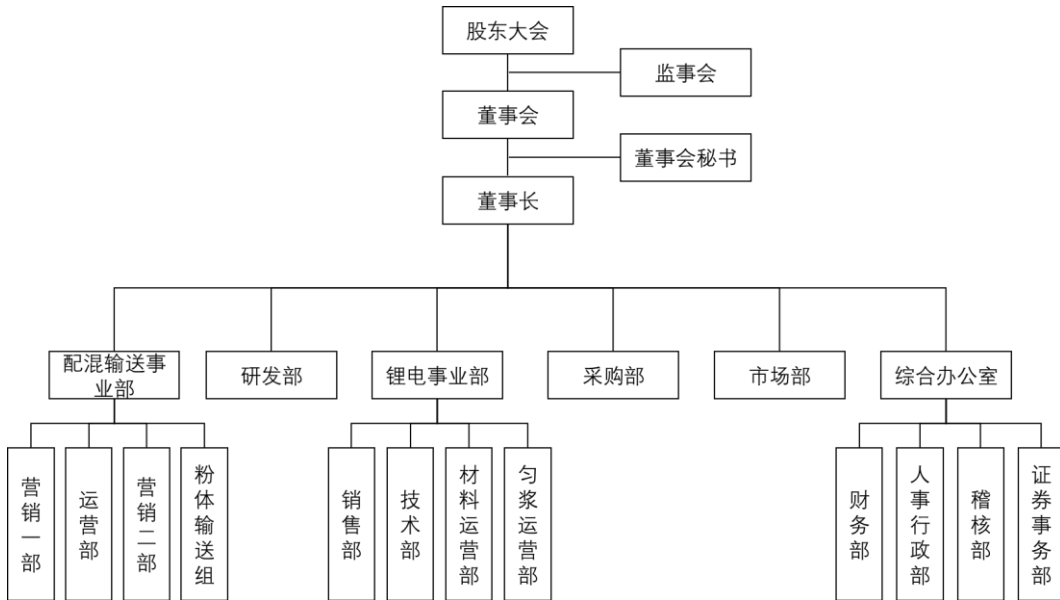 股东大会
监事会
董事会
董事会秘书
董事长
配混输送事
业部
研发部
锂电事业部
采购部
市场部
综合办公室
营销一部
运营部
营销二部
粉体输送组
销售部
技术部
材料运营部
匀浆运营部
财务部
人事行政部
稽核部
证券事务部